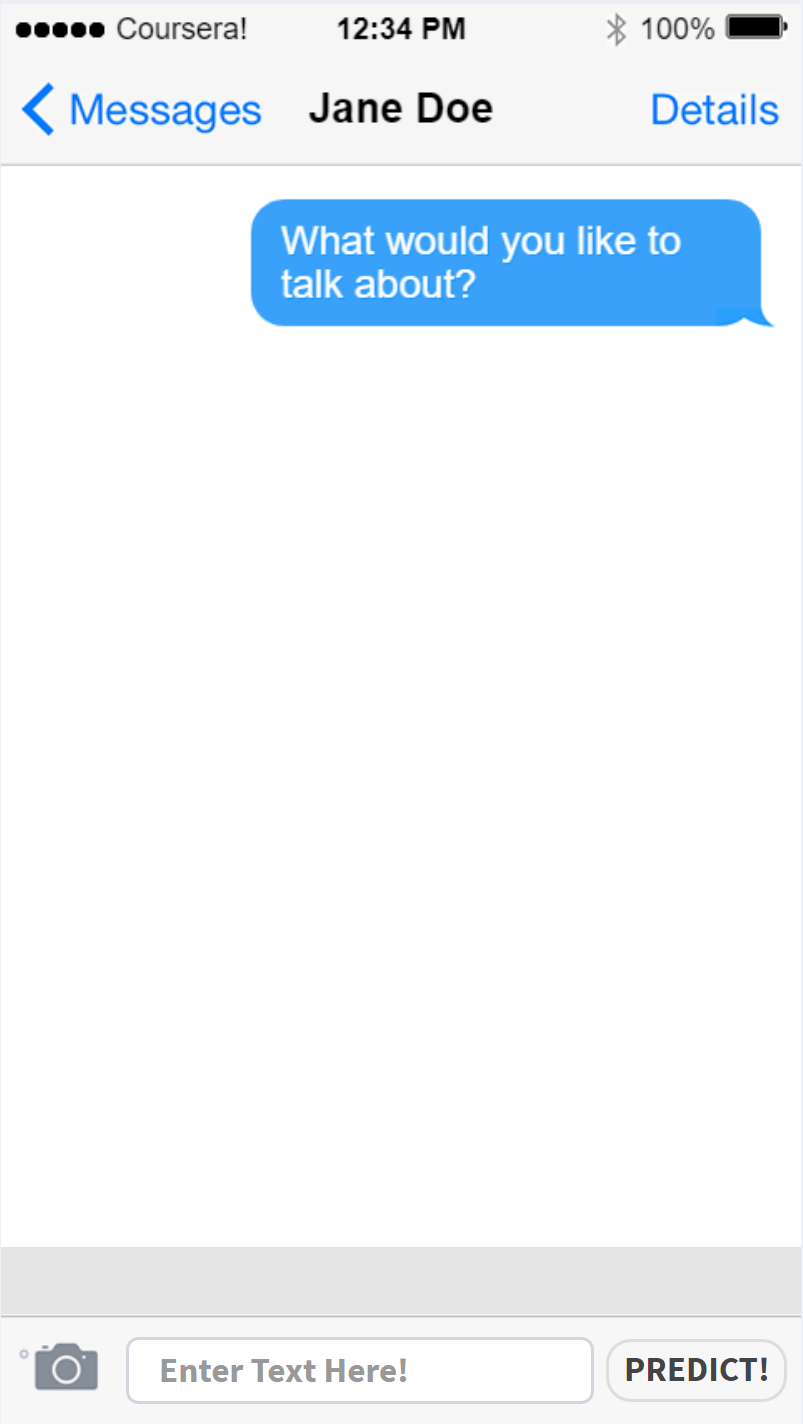 Coursera! 12:34 PM 100%
Messages Jane Doe Details
What would you like to
talk about?
Enter Text Here! PREDICT!